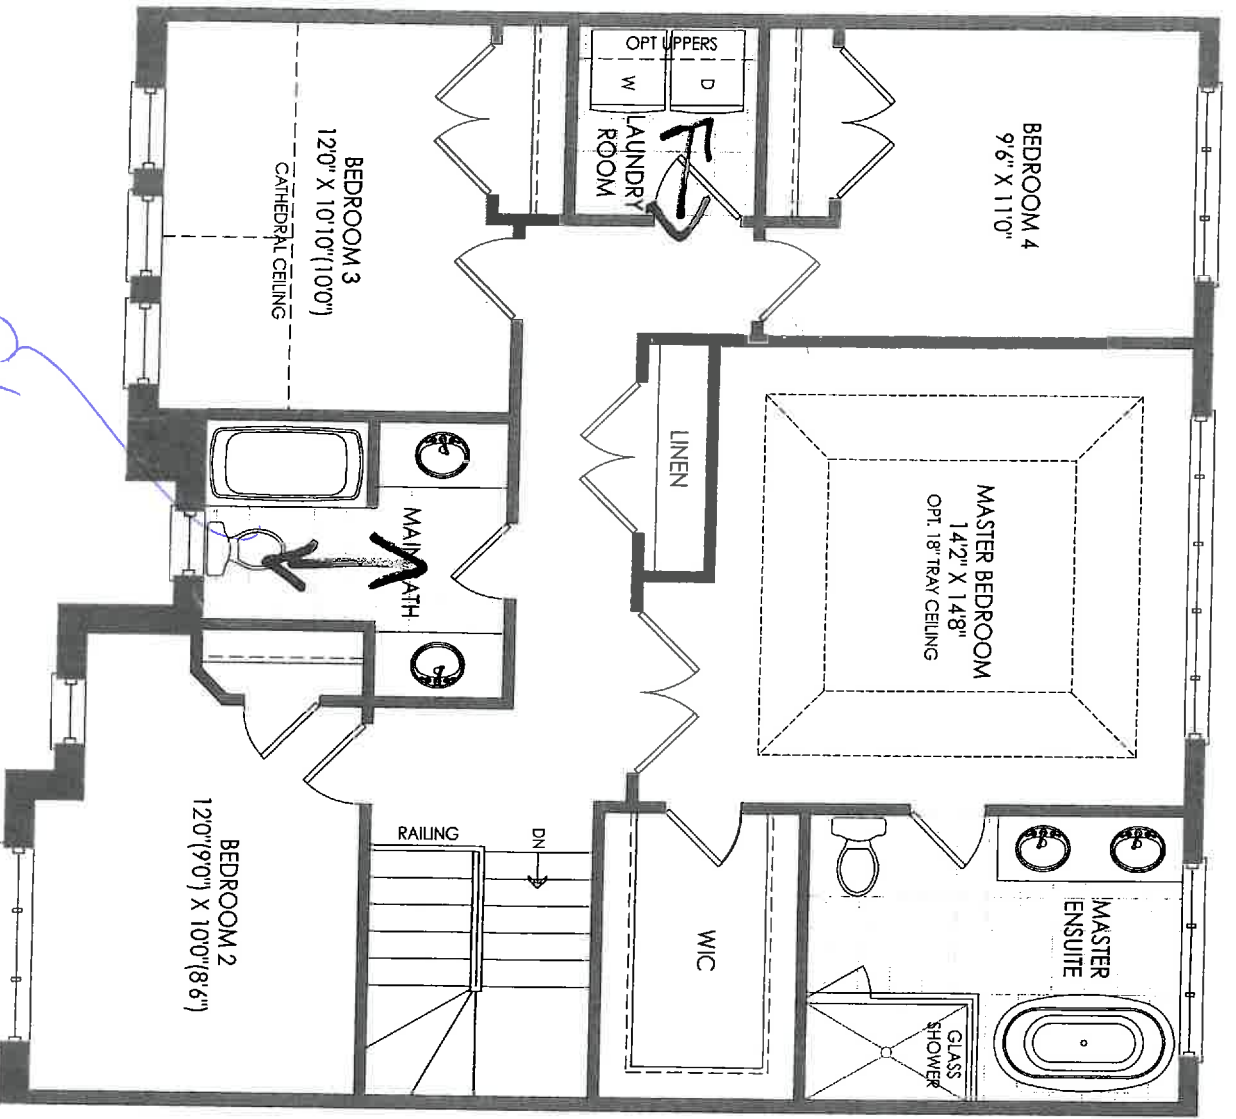 OPT UPPERS
W
D
LAUNDRY
ROOM
BEDROOM 4
9'6" X 11'0"
BEDROOM 3
12'0" X 10'10"(10'0")
CATHEDRAL CEILING
LINEN
MASTER BEDROOM
14'2" X 14'8"
OPT. 18" TRAY CEILING
MAIN BATH
RAILING
DN
BEDROOM 2
12'0"(9'0") X 10'0"(8'6")
WIC
MASTER
ENSUITE
GLASS
SHOWER